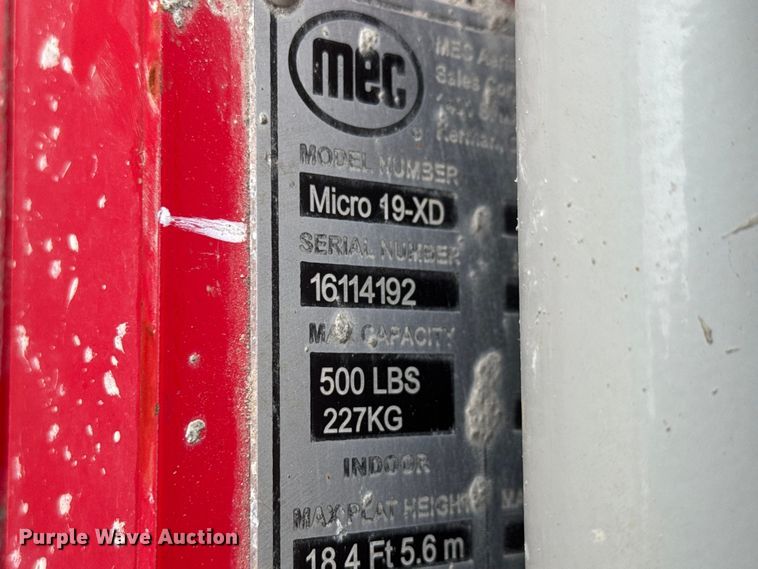 mec
MEC
Sales
MODEL NUMBER
Micro 19-XD
SERIAL NUMBER
16114192
MAX CAPACITY
500 LBS
227KG
INDOOR
MAX PLAT HEIGHT
18.4 Ft 5.6 m
Purple Wave Auction